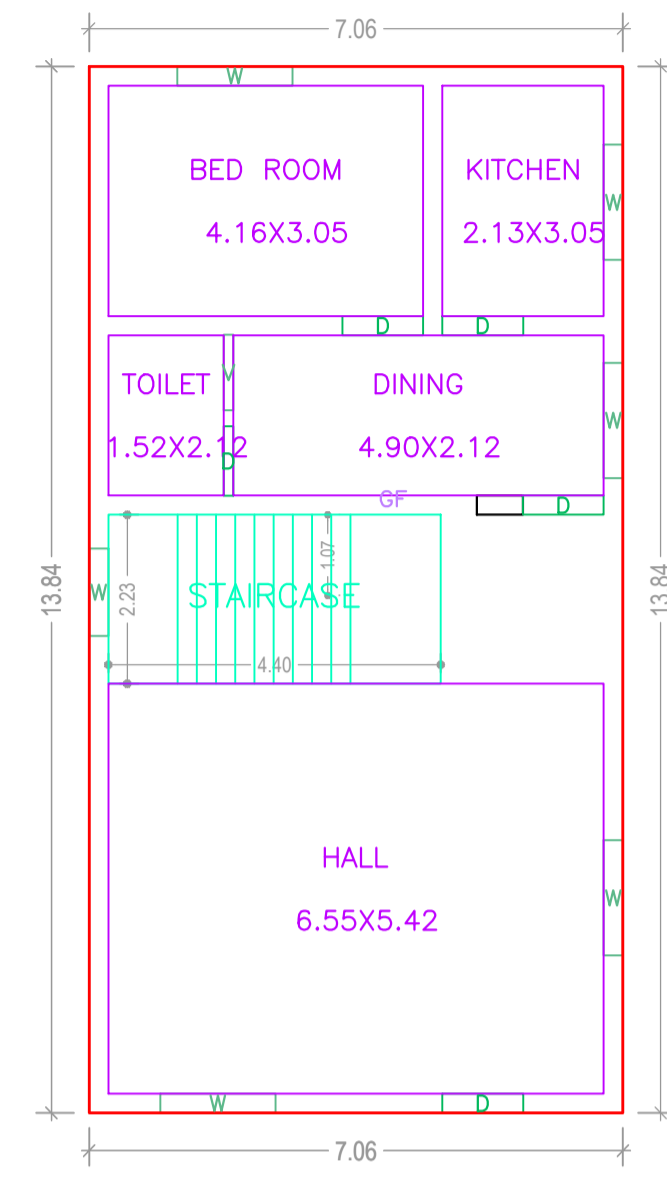 7.06
W
BED ROOM
KITCHEN
4.16X3.05
2.13X3.05
W
D
D
V
TOILET
DINING
W
1.52X2.12
4.90X2.12
D
GF
D
1.07
13.84
13.84
W
2.23
STAIRCASE
4.40
HALL
W
6.55X5.42
W
D
7.06